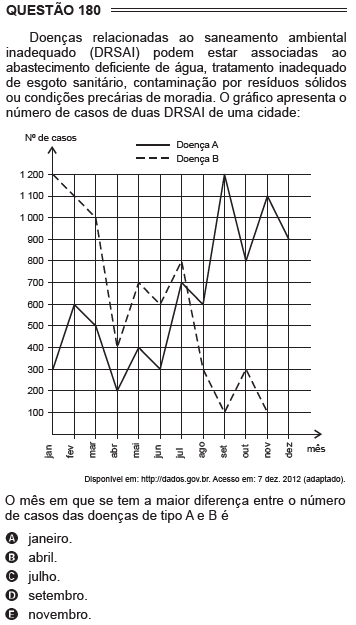 QUESTÃO 180
Doenças relacionadas ao saneamento ambiental
inadequado (DRSAI) podem estar associadas ao
abastecimento deficiente de água, tratamento inadequado
de esgoto sanitário, contaminação por resíduos sólidos
ou condições precárias de moradia. O gráfico apresenta o
número de casos de duas DRSAI de uma cidade:
Nº de casos
Doença A
Doença B
1 200
1 100
1 000
900
800
700
600
500
400
300
200
100
jan
fev
mar
abr
mai
jun
jul
ago
set
out
nov
dez
mês
Disponível em: http://dados.gov.br. Acesso em: 7 dez. 2012 (adaptado).
O mês em que se tem a maior diferença entre o número
de casos das doenças de tipo A e B é
A janeiro.
B abril.
C julho.
D setembro.
E novembro.